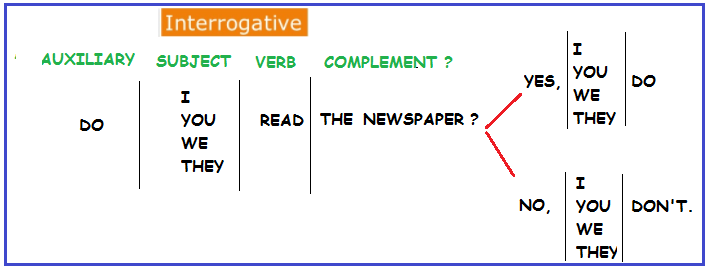 Interrogative
AUXILIARY SUBJECT VERB COMPLEMENT ?
DO
I
YOU
WE
THEY
READ
THE NEWSPAPER ?
YES,
I
YOU
WE
THEY
DO
NO,
I
YOU
WE
THEY
DON'T.